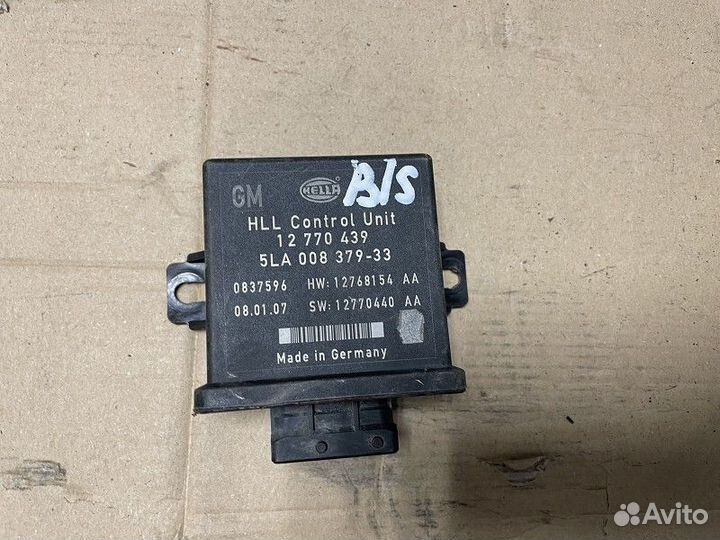 GM HELLA B/S
HLL Control Unit
12 770 439
5LA 008 379-33
0837596 HW: 12768154 AA
08.01.07 SW: 12770440 AA
Made in Germany
Avito